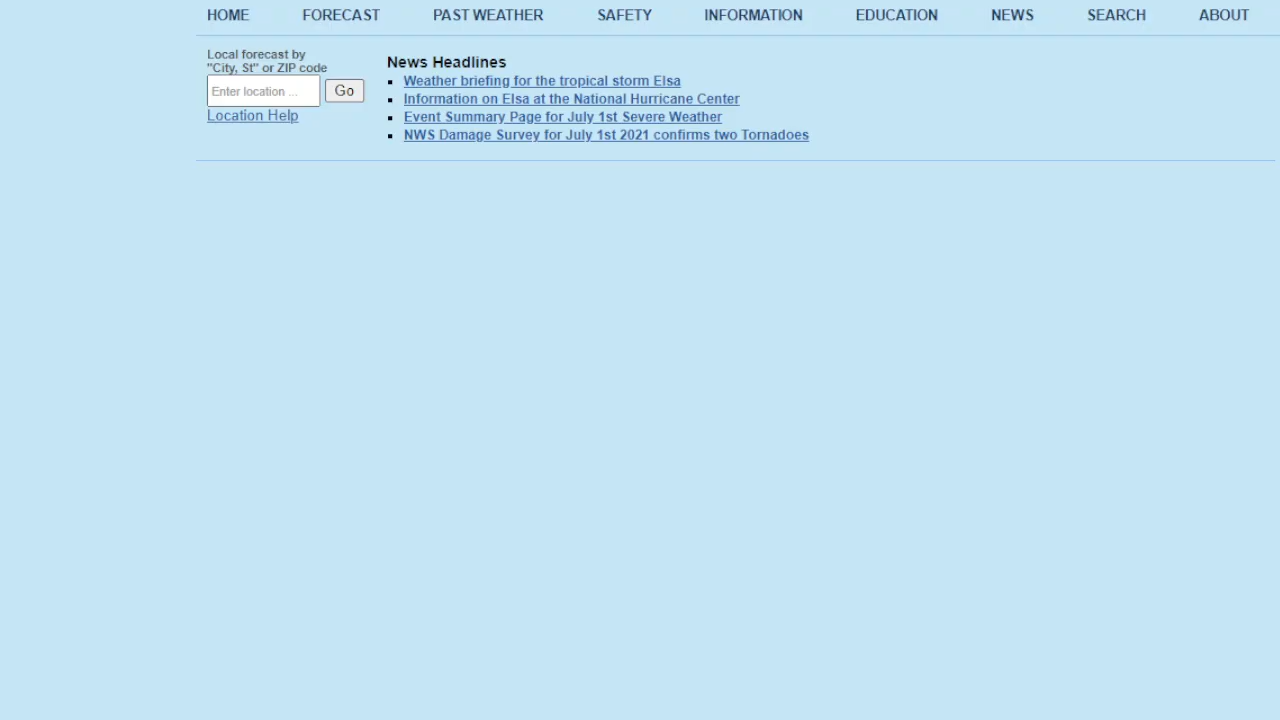 HOME FORECAST PAST WEATHER SAFETY INFORMATION EDUCATION NEWS SEARCH ABOUT
Local forecast by
"City, St" or ZIP code
Enter location ... Go
Location Help
News Headlines
Weather briefing for the tropical storm Elsa
Information on Elsa at the National Hurricane Center
Event Summary Page for July 1st Severe Weather
NWS Damage Survey for July 1st 2021 confirms two Tornadoes